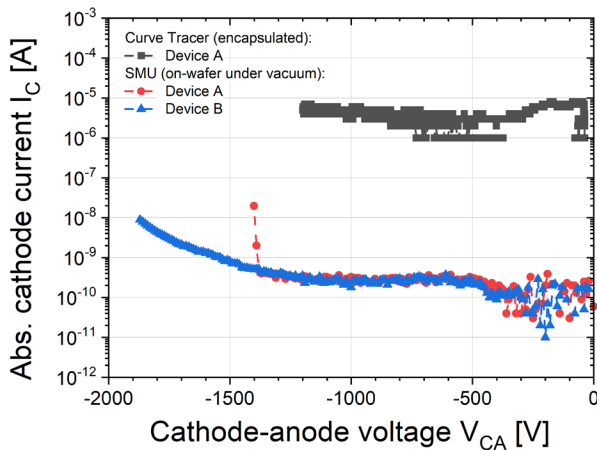 Abs. cathode current I_C [A]
10⁻³
10⁻⁴
10⁻⁵
10⁻⁶
10⁻⁷
10⁻⁸
10⁻⁹
10⁻¹⁰
10⁻¹¹
10⁻¹²
Curve Tracer (encapsulated):
Device A
SMU (on-wafer under vacuum):
Device A
Device B
-2000 -1500 -1000 -500 0
Cathode-anode voltage V_CA [V]